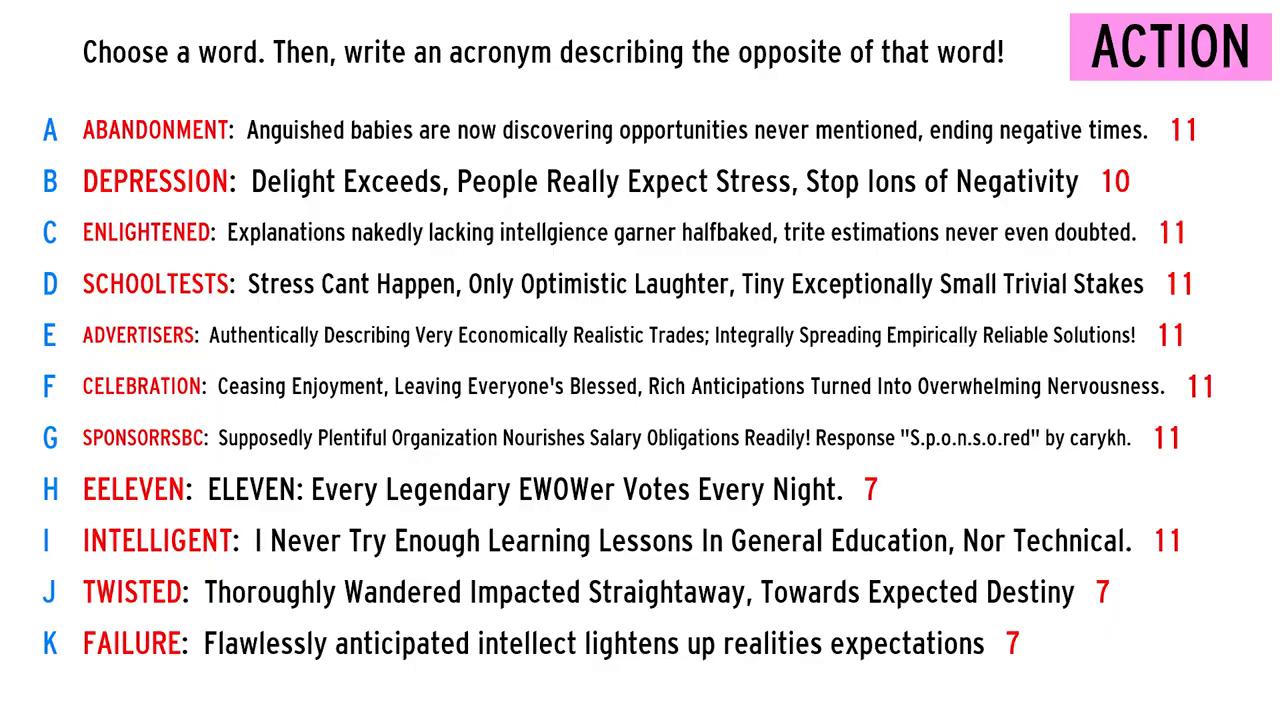 Choose a word. Then, write an acronym describing the opposite of that word!
ACTION
A ABANDONMENT: Anguished babies are now discovering opportunities never mentioned, ending negative times. 11
B DEPRESSION: Delight Exceeds, People Really Expect Stress, Stop Ions of Negativity 10
C ENLIGHTENED: Explanations nakedly lacking intellgience garner halfbaked, trite estimations never even doubted. 11
D SCHOOLTESTS: Stress Cant Happen, Only Optimistic Laughter, Tiny Exceptionally Small Trivial Stakes 11
E ADVERTISERS: Authentically Describing Very Economically Realistic Trades; Integrally Spreading Empirically Reliable Solutions! 11
F CELEBRATION: Ceasing Enjoyment, Leaving Everyone's Blessed, Rich Anticipations Turned Into Overwhelming Nervousness. 11
G SPONSORRSBC: Supposedly Plentiful Organization Nourishes Salary Obligations Readily! Response "S.p.o.n.s.o.red" by carykh. 11
H EELEVEN: ELEVEN: Every Legendary EWOWer Votes Every Night. 7
I INTELLIGENT: I Never Try Enough Learning Lessons In General Education, Nor Technical. 11
J TWISTED: Thoroughly Wandered Impacted Straightaway, Towards Expected Destiny 7
K FAILURE: Flawlessly anticipated intellect lightens up realities expectations 7